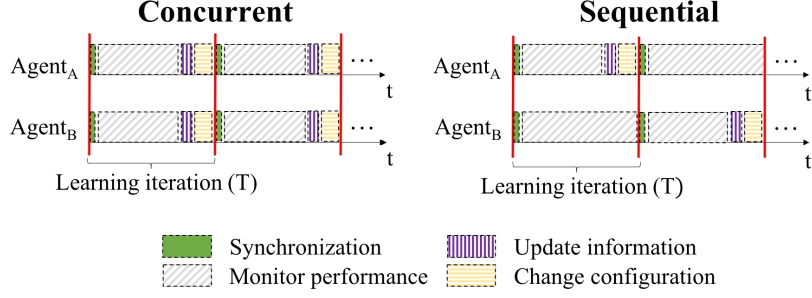 Concurrent
Sequential
Agent_A
...
t
Agent_B
...
t
Learning iteration (T)
Agent_A
...
t
Agent_B
...
t
Learning iteration (T)
Synchronization
Update information
Monitor performance
Change configuration